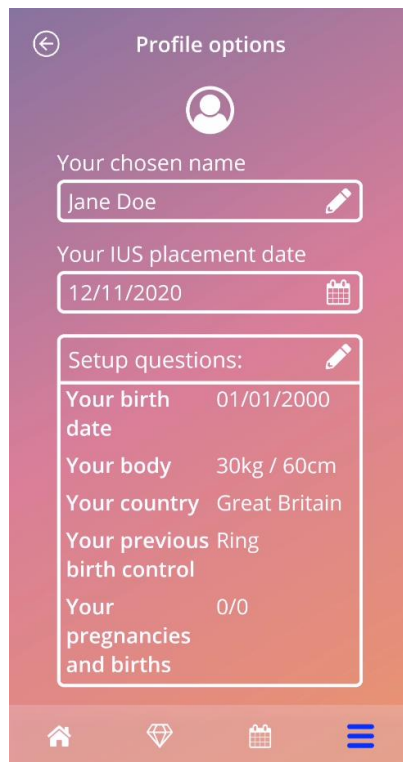 Profile options
Your chosen name
Jane Doe
Your IUS placement date
12/11/2020
Setup questions:
Your birth date 01/01/2000
Your body 30kg / 60cm
Your country Great Britain
Your previous birth control Ring
Your pregnancies and births 0/0